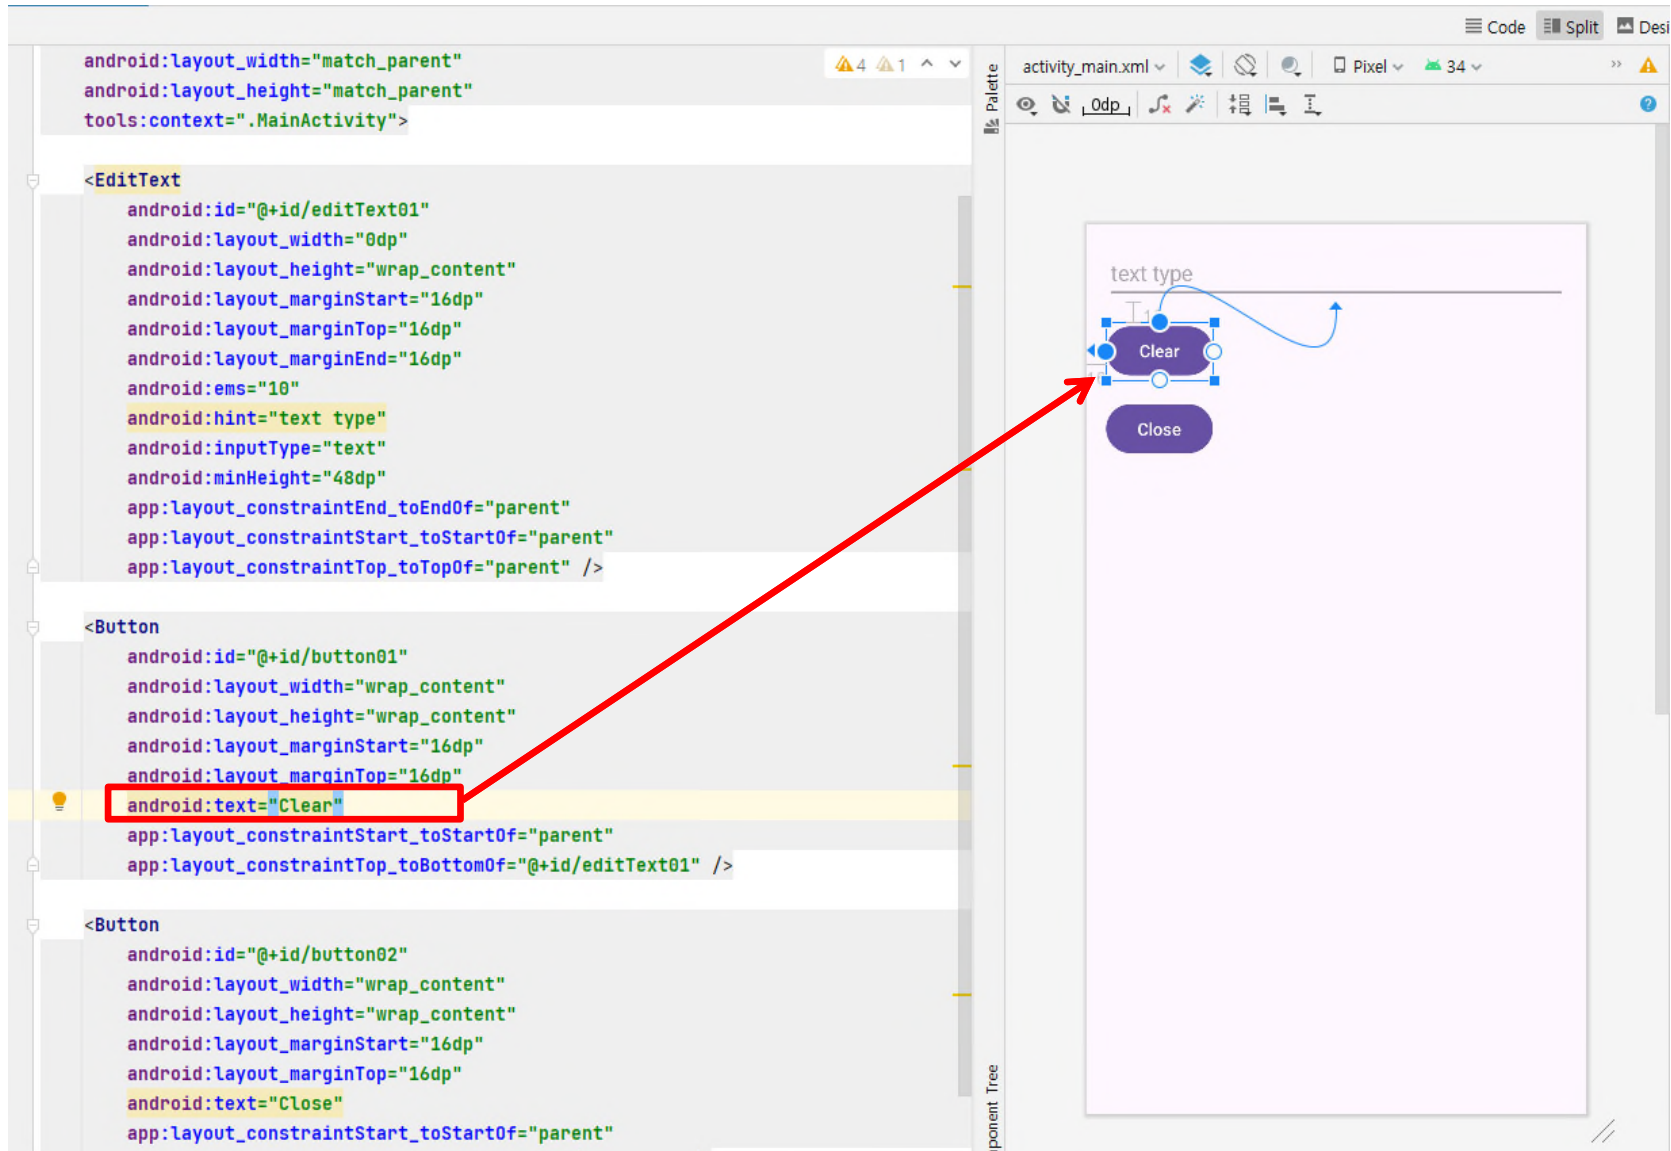 Code Split Desi
android:layout_width="match_parent"
android:layout_height="match_parent"
tools:context=".MainActivity">
4 1
<EditText
android:id="@+id/editText01"
android:layout_width="0dp"
android:layout_height="wrap_content"
android:layout_marginStart="16dp"
android:layout_marginTop="16dp"
android:layout_marginEnd="16dp"
android:ems="10"
android:hint="text type"
android:inputType="text"
android:minHeight="48dp"
app:layout_constraintEnd_toEndOf="parent"
app:layout_constraintStart_toStartOf="parent"
app:layout_constraintTop_toTopOf="parent" />
<Button
android:id="@+id/button01"
android:layout_width="wrap_content"
android:layout_height="wrap_content"
android:layout_marginStart="16dp"
android:layout_marginTop="16dp"
android:text="Clear"
app:layout_constraintStart_toStartOf="parent"
app:layout_constraintTop_toBottomOf="@+id/editText01" />
<Button
android:id="@+id/button02"
android:layout_width="wrap_content"
android:layout_height="wrap_content"
android:layout_marginStart="16dp"
android:layout_marginTop="16dp"
android:text="Close"
app:layout_constraintStart_toStartOf="parent"
Palette
ponent Tree
activity_main.xml Pixel 34
0dp
text type
Clear
Close